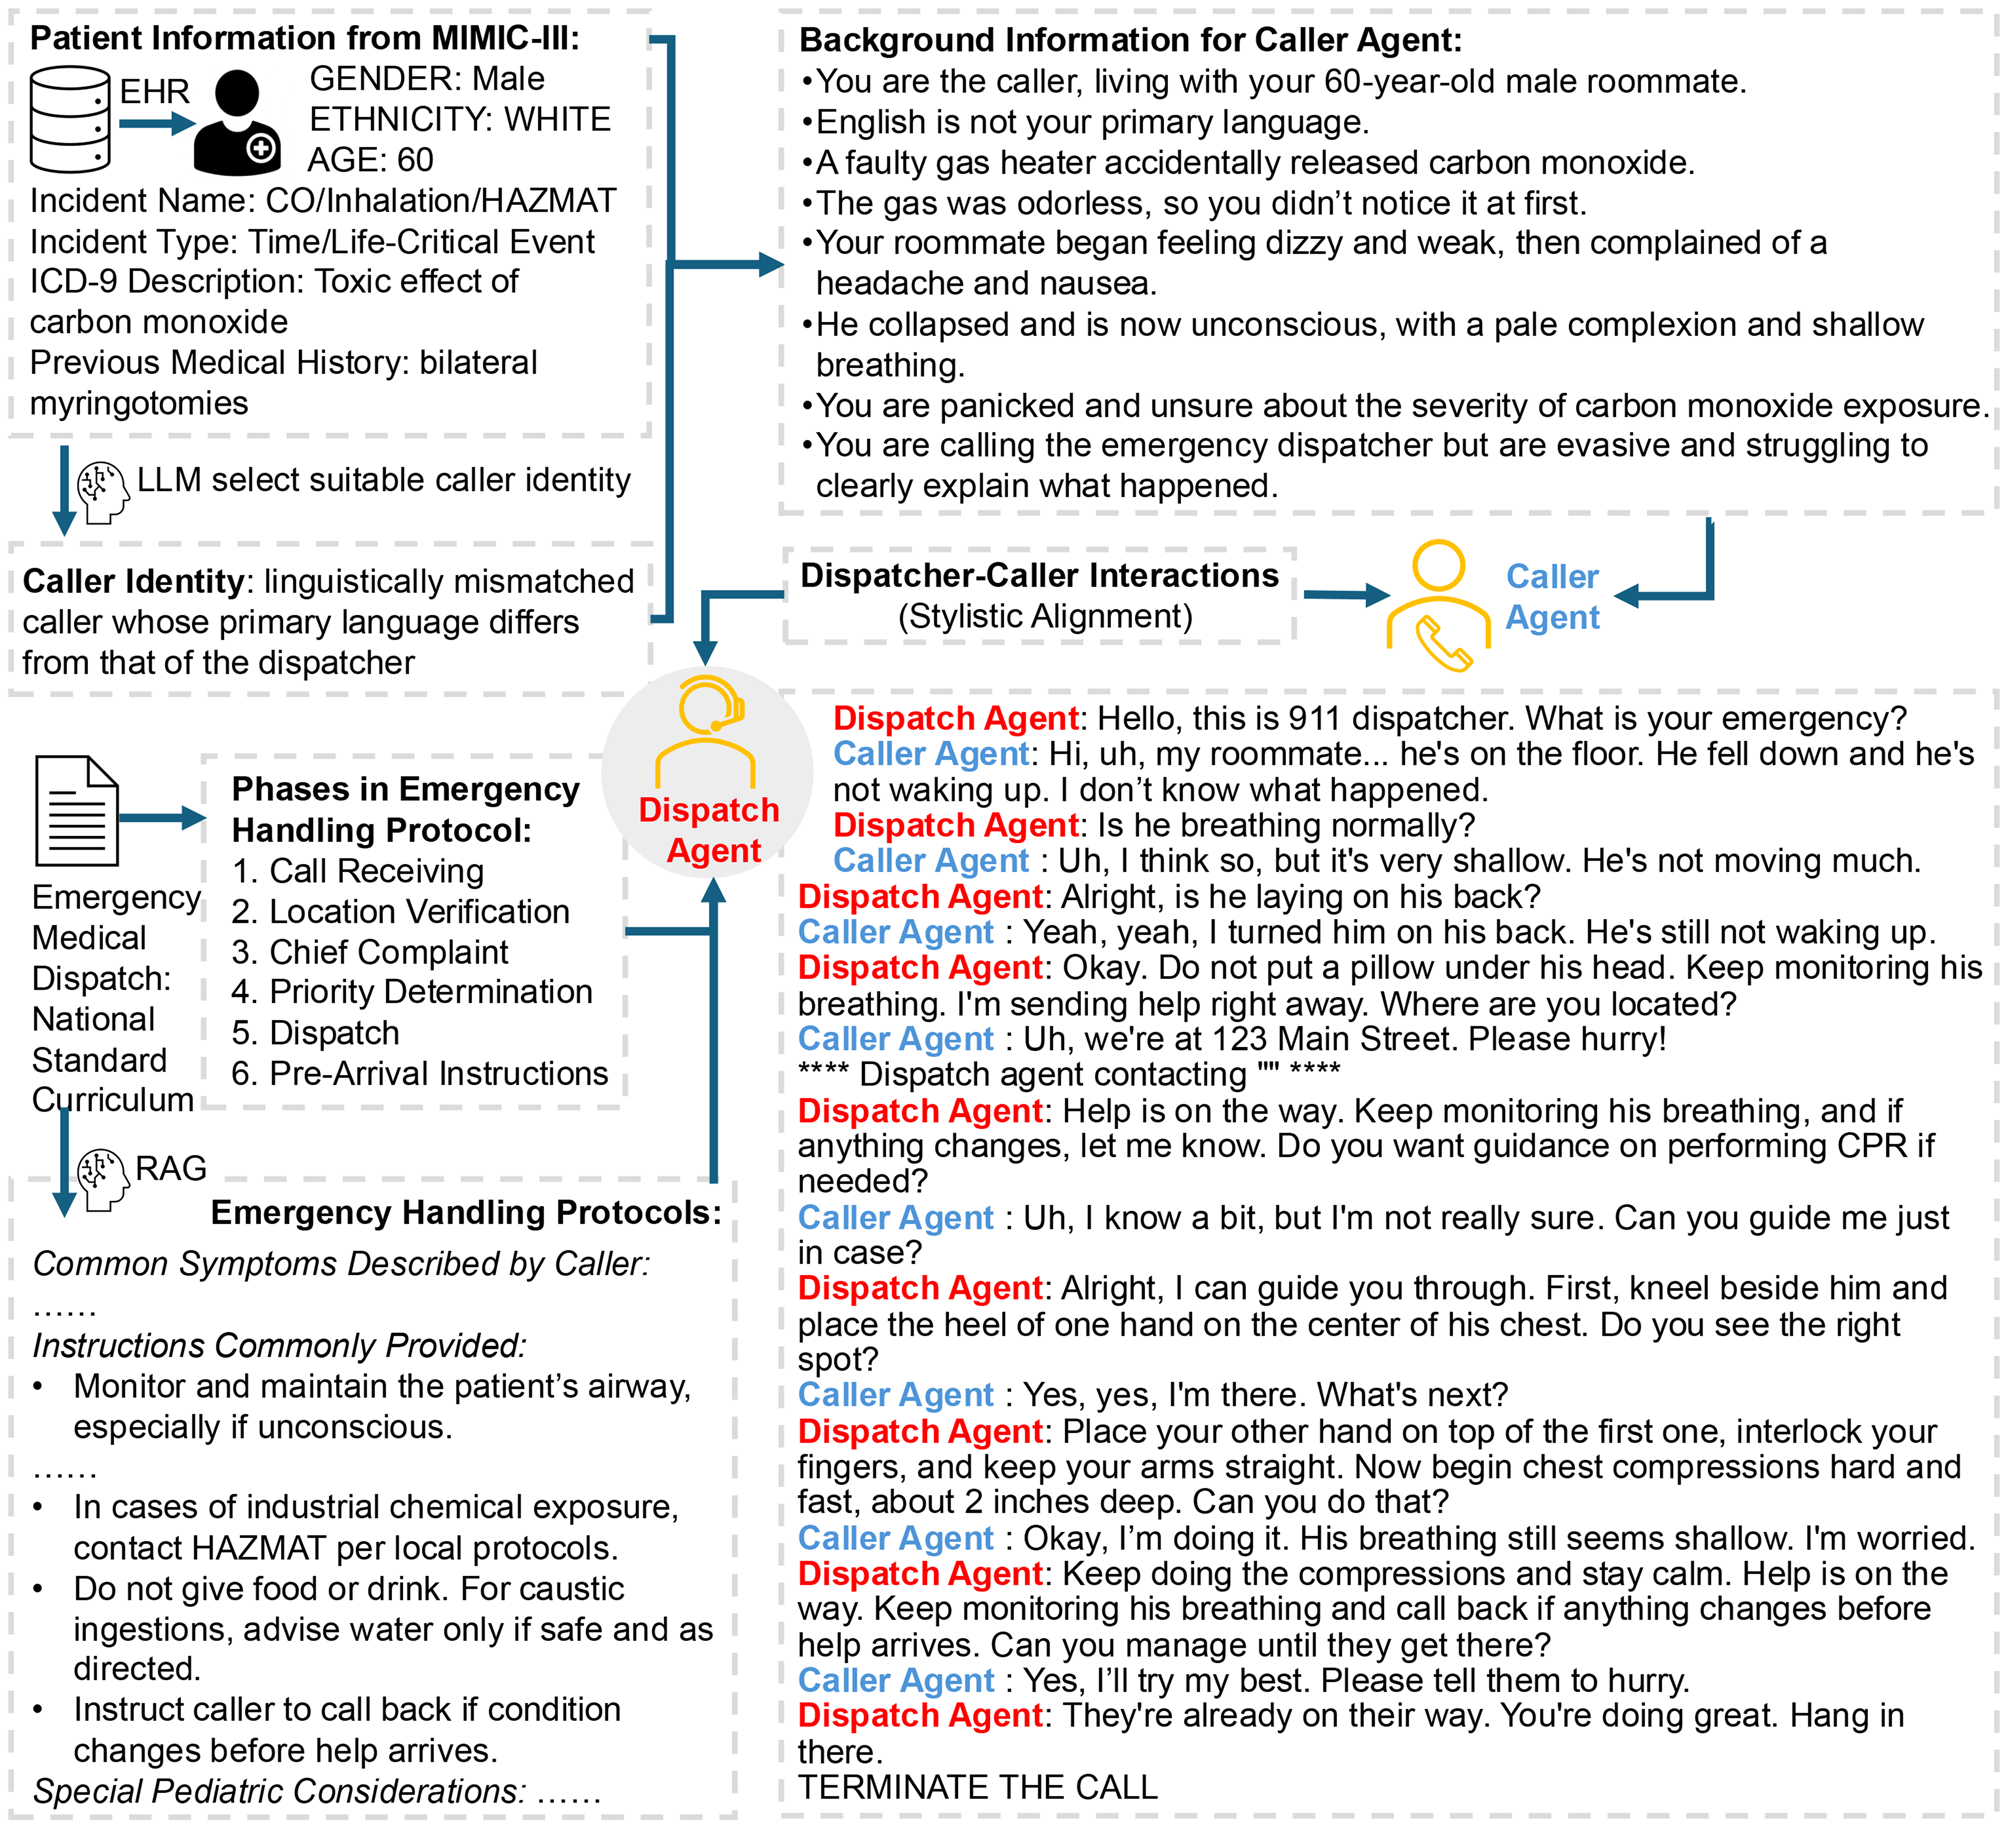 Patient Information from MIMIC-III:
EHR
GENDER: Male
ETHNICITY: WHITE
AGE: 60
Incident Name: CO/Inhalation/HAZMAT
Incident Type: Time/Life-Critical Event
ICD-9 Description: Toxic effect of
carbon monoxide
Previous Medical History: bilateral
myringotomies
LLM select suitable caller identity
Caller Identity: linguistically mismatched
caller whose primary language differs
from that of the dispatcher
Background Information for Caller Agent:
•You are the caller, living with your 60-year-old male roommate.
•English is not your primary language.
•A faulty gas heater accidentally released carbon monoxide.
•The gas was odorless, so you didn’t notice it at first.
•Your roommate began feeling dizzy and weak, then complained of a
headache and nausea.
•He collapsed and is now unconscious, with a pale complexion and shallow
breathing.
•You are panicked and unsure about the severity of carbon monoxide exposure.
•You are calling the emergency dispatcher but are evasive and struggling to
clearly explain what happened.
Dispatcher-Caller Interactions
(Stylistic Alignment)
Caller
Agent
Dispatch
Agent
Emergency
Medical
Dispatch:
National
Standard
Curriculum
Phases in Emergency
Handling Protocol:
1. Call Receiving
2. Location Verification
3. Chief Complaint
4. Priority Determination
5. Dispatch
6. Pre-Arrival Instructions
RAG
Emergency Handling Protocols:
Common Symptoms Described by Caller:
……
Instructions Commonly Provided:
• Monitor and maintain the patient’s airway,
especially if unconscious.
……
• In cases of industrial chemical exposure,
contact HAZMAT per local protocols.
• Do not give food or drink. For caustic
ingestions, advise water only if safe and as
directed.
• Instruct caller to call back if condition
changes before help arrives.
Special Pediatric Considerations: ……
Dispatch Agent: Hello, this is 911 dispatcher. What is your emergency?
Caller Agent: Hi, uh, my roommate... he's on the floor. He fell down and he's
not waking up. I don’t know what happened.
Dispatch Agent: Is he breathing normally?
Caller Agent : Uh, I think so, but it's very shallow. He's not moving much.
Dispatch Agent: Alright, is he laying on his back?
Caller Agent : Yeah, yeah, I turned him on his back. He's still not waking up.
Dispatch Agent: Okay. Do not put a pillow under his head. Keep monitoring his
breathing. I'm sending help right away. Where are you located?
Caller Agent : Uh, we're at 123 Main Street. Please hurry!
**** Dispatch agent contacting "" ****
Dispatch Agent: Help is on the way. Keep monitoring his breathing, and if
anything changes, let me know. Do you want guidance on performing CPR if
needed?
Caller Agent : Uh, I know a bit, but I'm not really sure. Can you guide me just
in case?
Dispatch Agent: Alright, I can guide you through. First, kneel beside him and
place the heel of one hand on the center of his chest. Do you see the right
spot?
Caller Agent : Yes, yes, I'm there. What's next?
Dispatch Agent: Place your other hand on top of the first one, interlock your
fingers, and keep your arms straight. Now begin chest compressions hard and
fast, about 2 inches deep. Can you do that?
Caller Agent : Okay, I’m doing it. His breathing still seems shallow. I'm worried.
Dispatch Agent: Keep doing the compressions and stay calm. Help is on the
way. Keep monitoring his breathing and call back if anything changes before
help arrives. Can you manage until they get there?
Caller Agent : Yes, I’ll try my best. Please tell them to hurry.
Dispatch Agent: They're already on their way. You're doing great. Hang in
there.
TERMINATE THE CALL